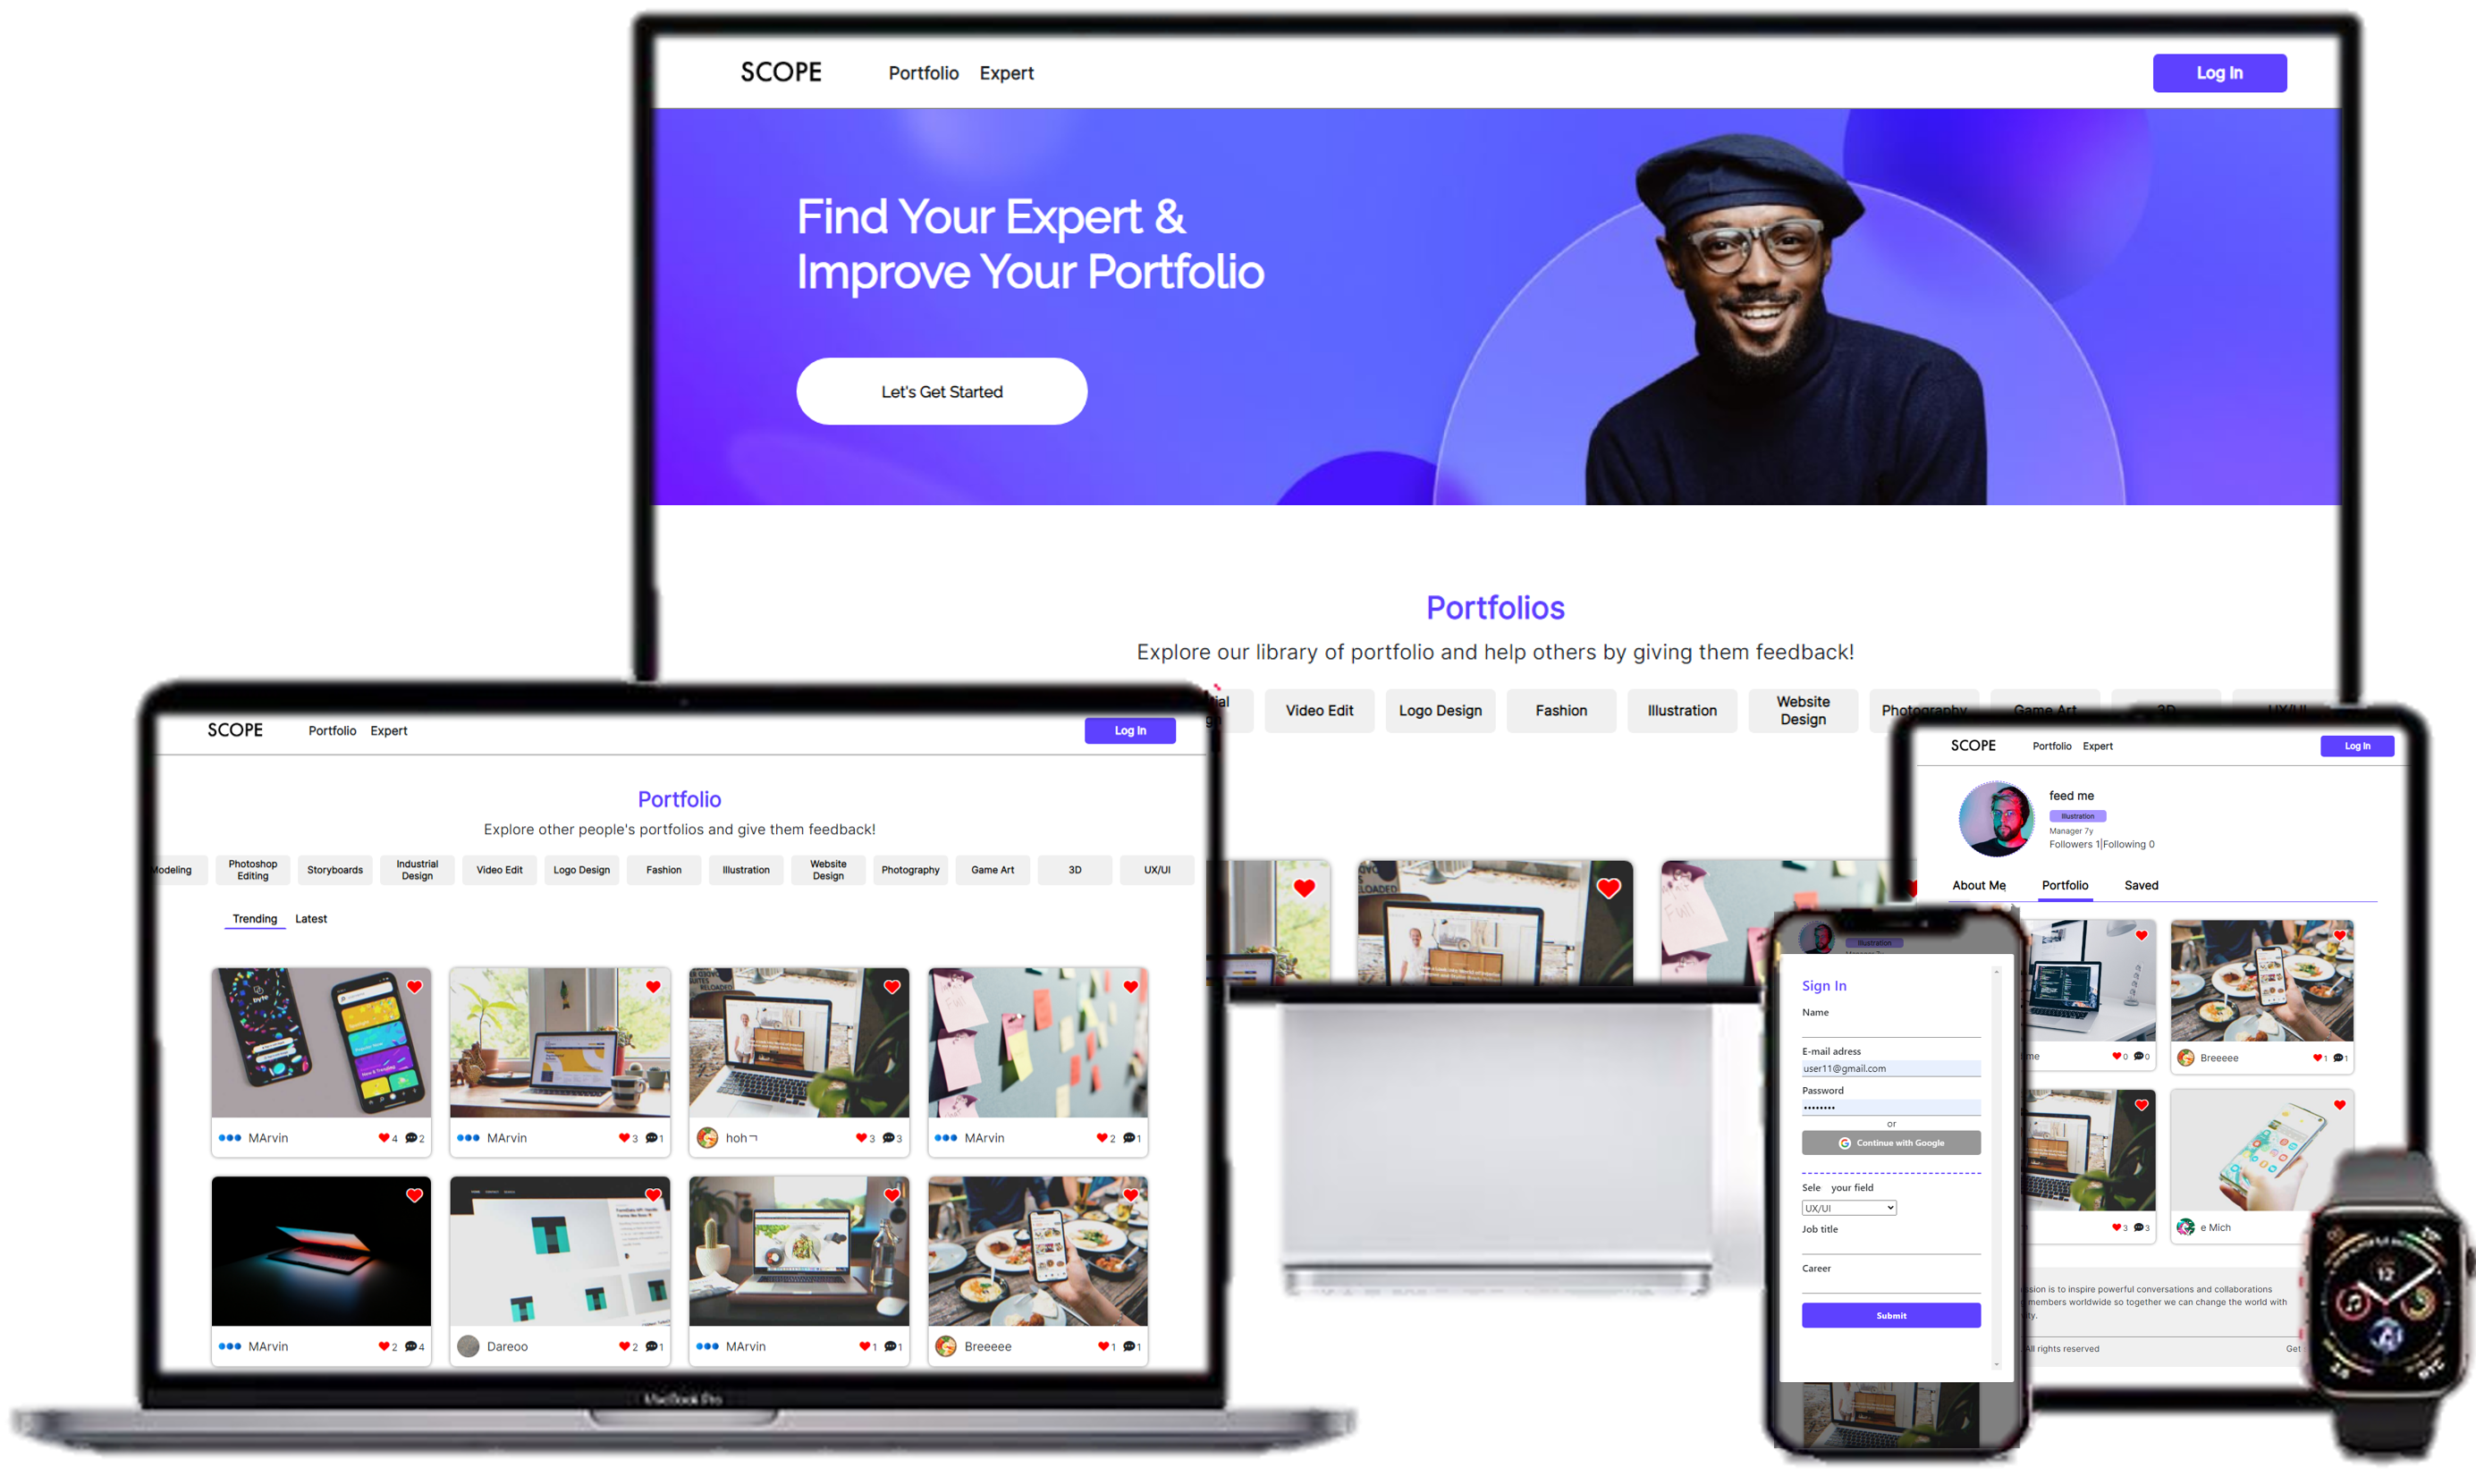 SCOPE Portfolio Expert Log In
Find Your Expert &
Improve Your Portfolio
Let's Get Started
Portfolios
Explore our library of portfolio and help others by giving them feedback!
Video Edit Logo Design Fashion Illustration Website Design Photography Game Art 3D UX/UI
SCOPE Portfolio Expert Log In
Portfolio
Explore other people's portfolios and give them feedback!
Modeling Photoshop Editing Storyboards Industrial Design Video Edit Logo Design Fashion Illustration Website Design Photography Game Art 3D UX/UI
Trending Latest
MArvin 4 2
MArvin 3 1
hohㄱ 3 3
MArvin 2 1
MArvin 2 4
Dareoo 2 1
MArvin 1 1
Breeeee 1 1
MacBook Pro
SCOPE Portfolio Expert Log In
feed me
Illustration
Manager 7y
Followers 1|Following 0
About Me Portfolio Saved
me 0 0
Breeeee 1 1
3 3
e Mich
ssion is to inspire powerful conversations and collaborations
members worldwide so together we can change the world with
ity.
All rights reserved Get
Illustration
Sign In
Name
E-mail adress
user11@gmail.com
Password
or
Continue with Google
Sele your field
UX/UI
Job title
Career
Submit
12